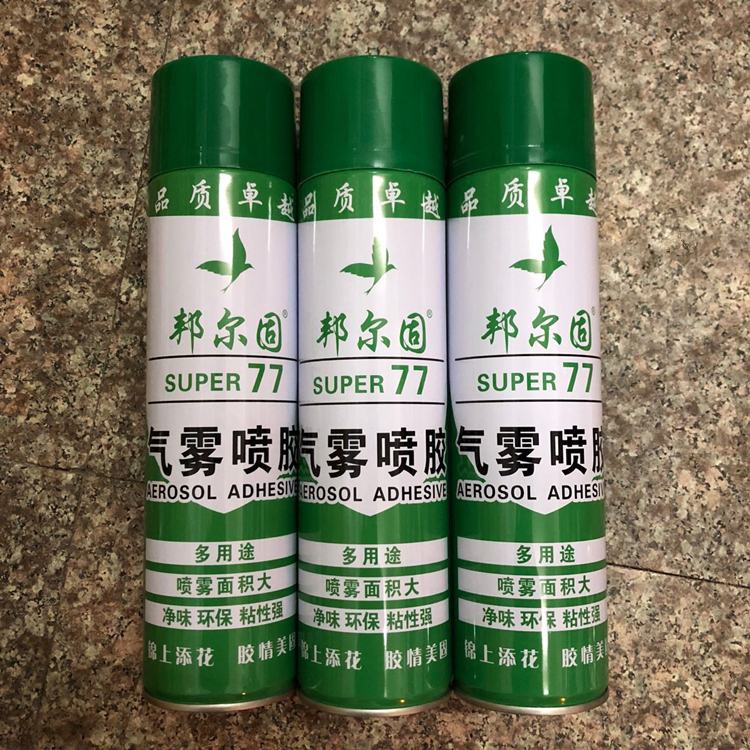 品质卓越
邦尔固®
SUPER 77
气雾喷胶
AEROSOL ADHESIVE
多用途
喷雾面积大
净味 环保 粘性强
锦上添花 胶情美固
品质卓越
邦尔固®
SUPER 77
气雾喷胶
AEROSOL ADHESIVE
多用途
喷雾面积大
净味 环保 粘性强
锦上添花 胶情美固
品质卓越
邦尔固
SUPER 77
气雾喷胶
AEROSOL ADHESIVE
多用途
喷雾面积大
净味 环保 粘性强
锦上添花 胶情美固